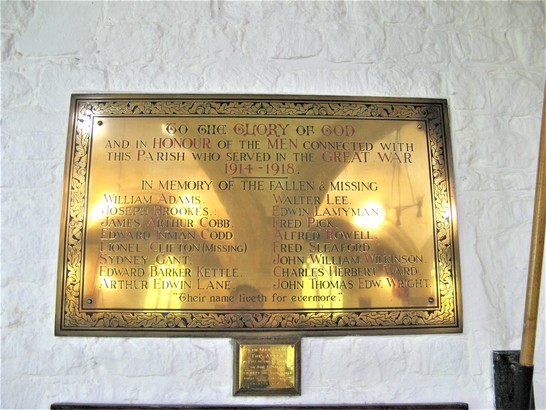 TO THE GLORY OF GOD
AND IN HONOUR OF THE MEN CONNECTED WITH
THIS PARISH WHO SERVED IN THE GREAT WAR
1914-1918.
IN MEMORY OF THE FALLEN & MISSING
WILLIAM ADAMS.
JOSEPH BROOKES.
JAMES ARTHUR COBB
EDWARD INMAN CODD
LIONEL CLIFTON (MISSING)
SYDNEY GANT.
EDWARD BARKER KETTLE
ARTHUR EDWIN LANE
WALTER LEE.
EDWIN LAMYMAN
FRED PICK
ALFRED ROWELL
FRED SLEAFORD
JOHN WILLIAM WILKINSON
CHARLES HERBERT WARD
JOHN THOMAS EDW. WRIGHT.
"Their name liveth for evermore".